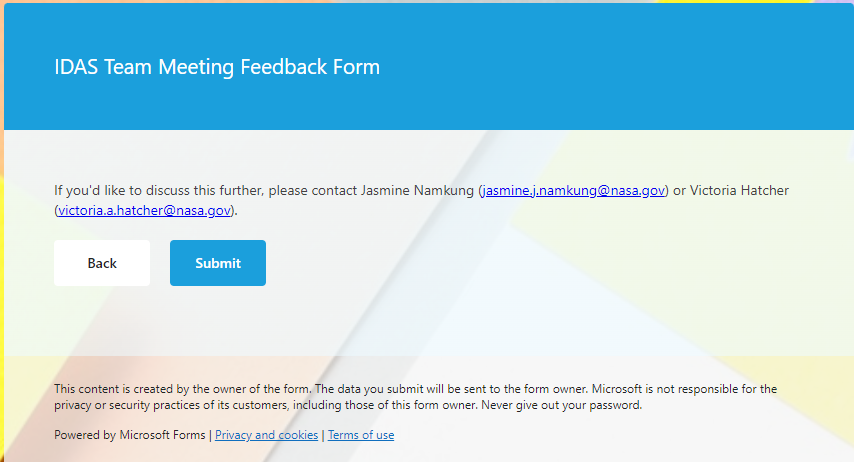 IDAS Team Meeting Feedback Form
If you'd like to discuss this further, please contact Jasmine Namkung (jasmine.j.namkung@nasa.gov) or Victoria Hatcher
(victoria.a.hatcher@nasa.gov).
Back Submit
This content is created by the owner of the form. The data you submit will be sent to the form owner. Microsoft is not responsible for the
privacy or security practices of its customers, including those of this form owner. Never give out your password.
Powered by Microsoft Forms | Privacy and cookies | Terms of use